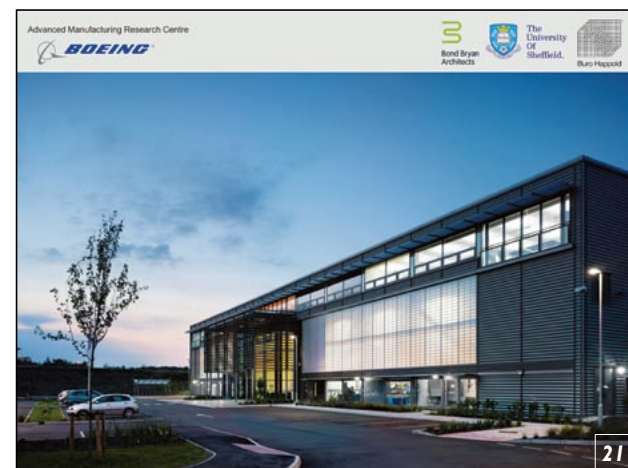 Advanced Manufacturing Research Centre
BOEING
Bond Bryan
Architects
The
University
Of
Sheffield.
Buro Happold
21